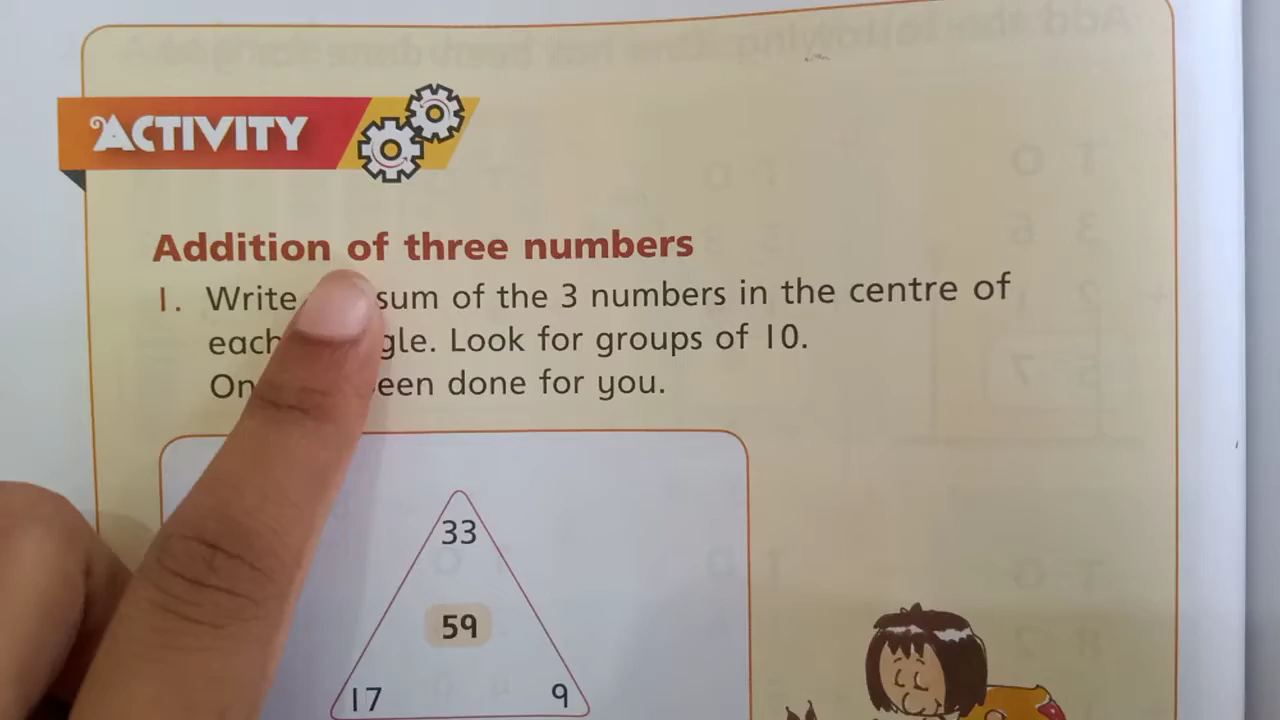 ACTIVITY
Addition of three numbers
1. Write sum of the 3 numbers in the centre of
each gle. Look for groups of 10.
On een done for you.
33
59
17 9